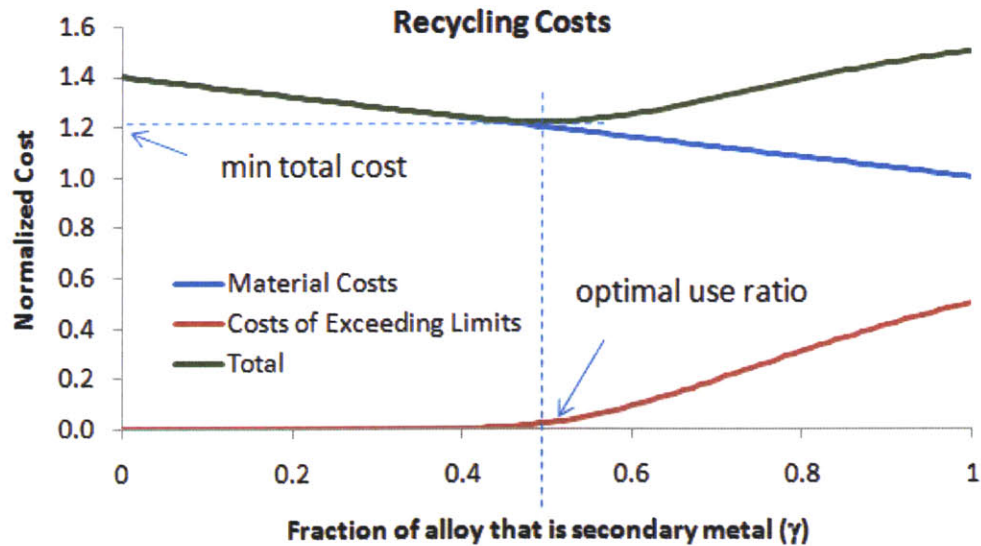 Recycling Costs
1.6
1.4
1.2
1.0
0.8
0.6
0.4
0.2
0.0
Normalized Cost
min total cost
Material Costs
Costs of Exceeding Limits
Total
optimal use ratio
0 0.2 0.4 0.6 0.8 1
Fraction of alloy that is secondary metal (γ)